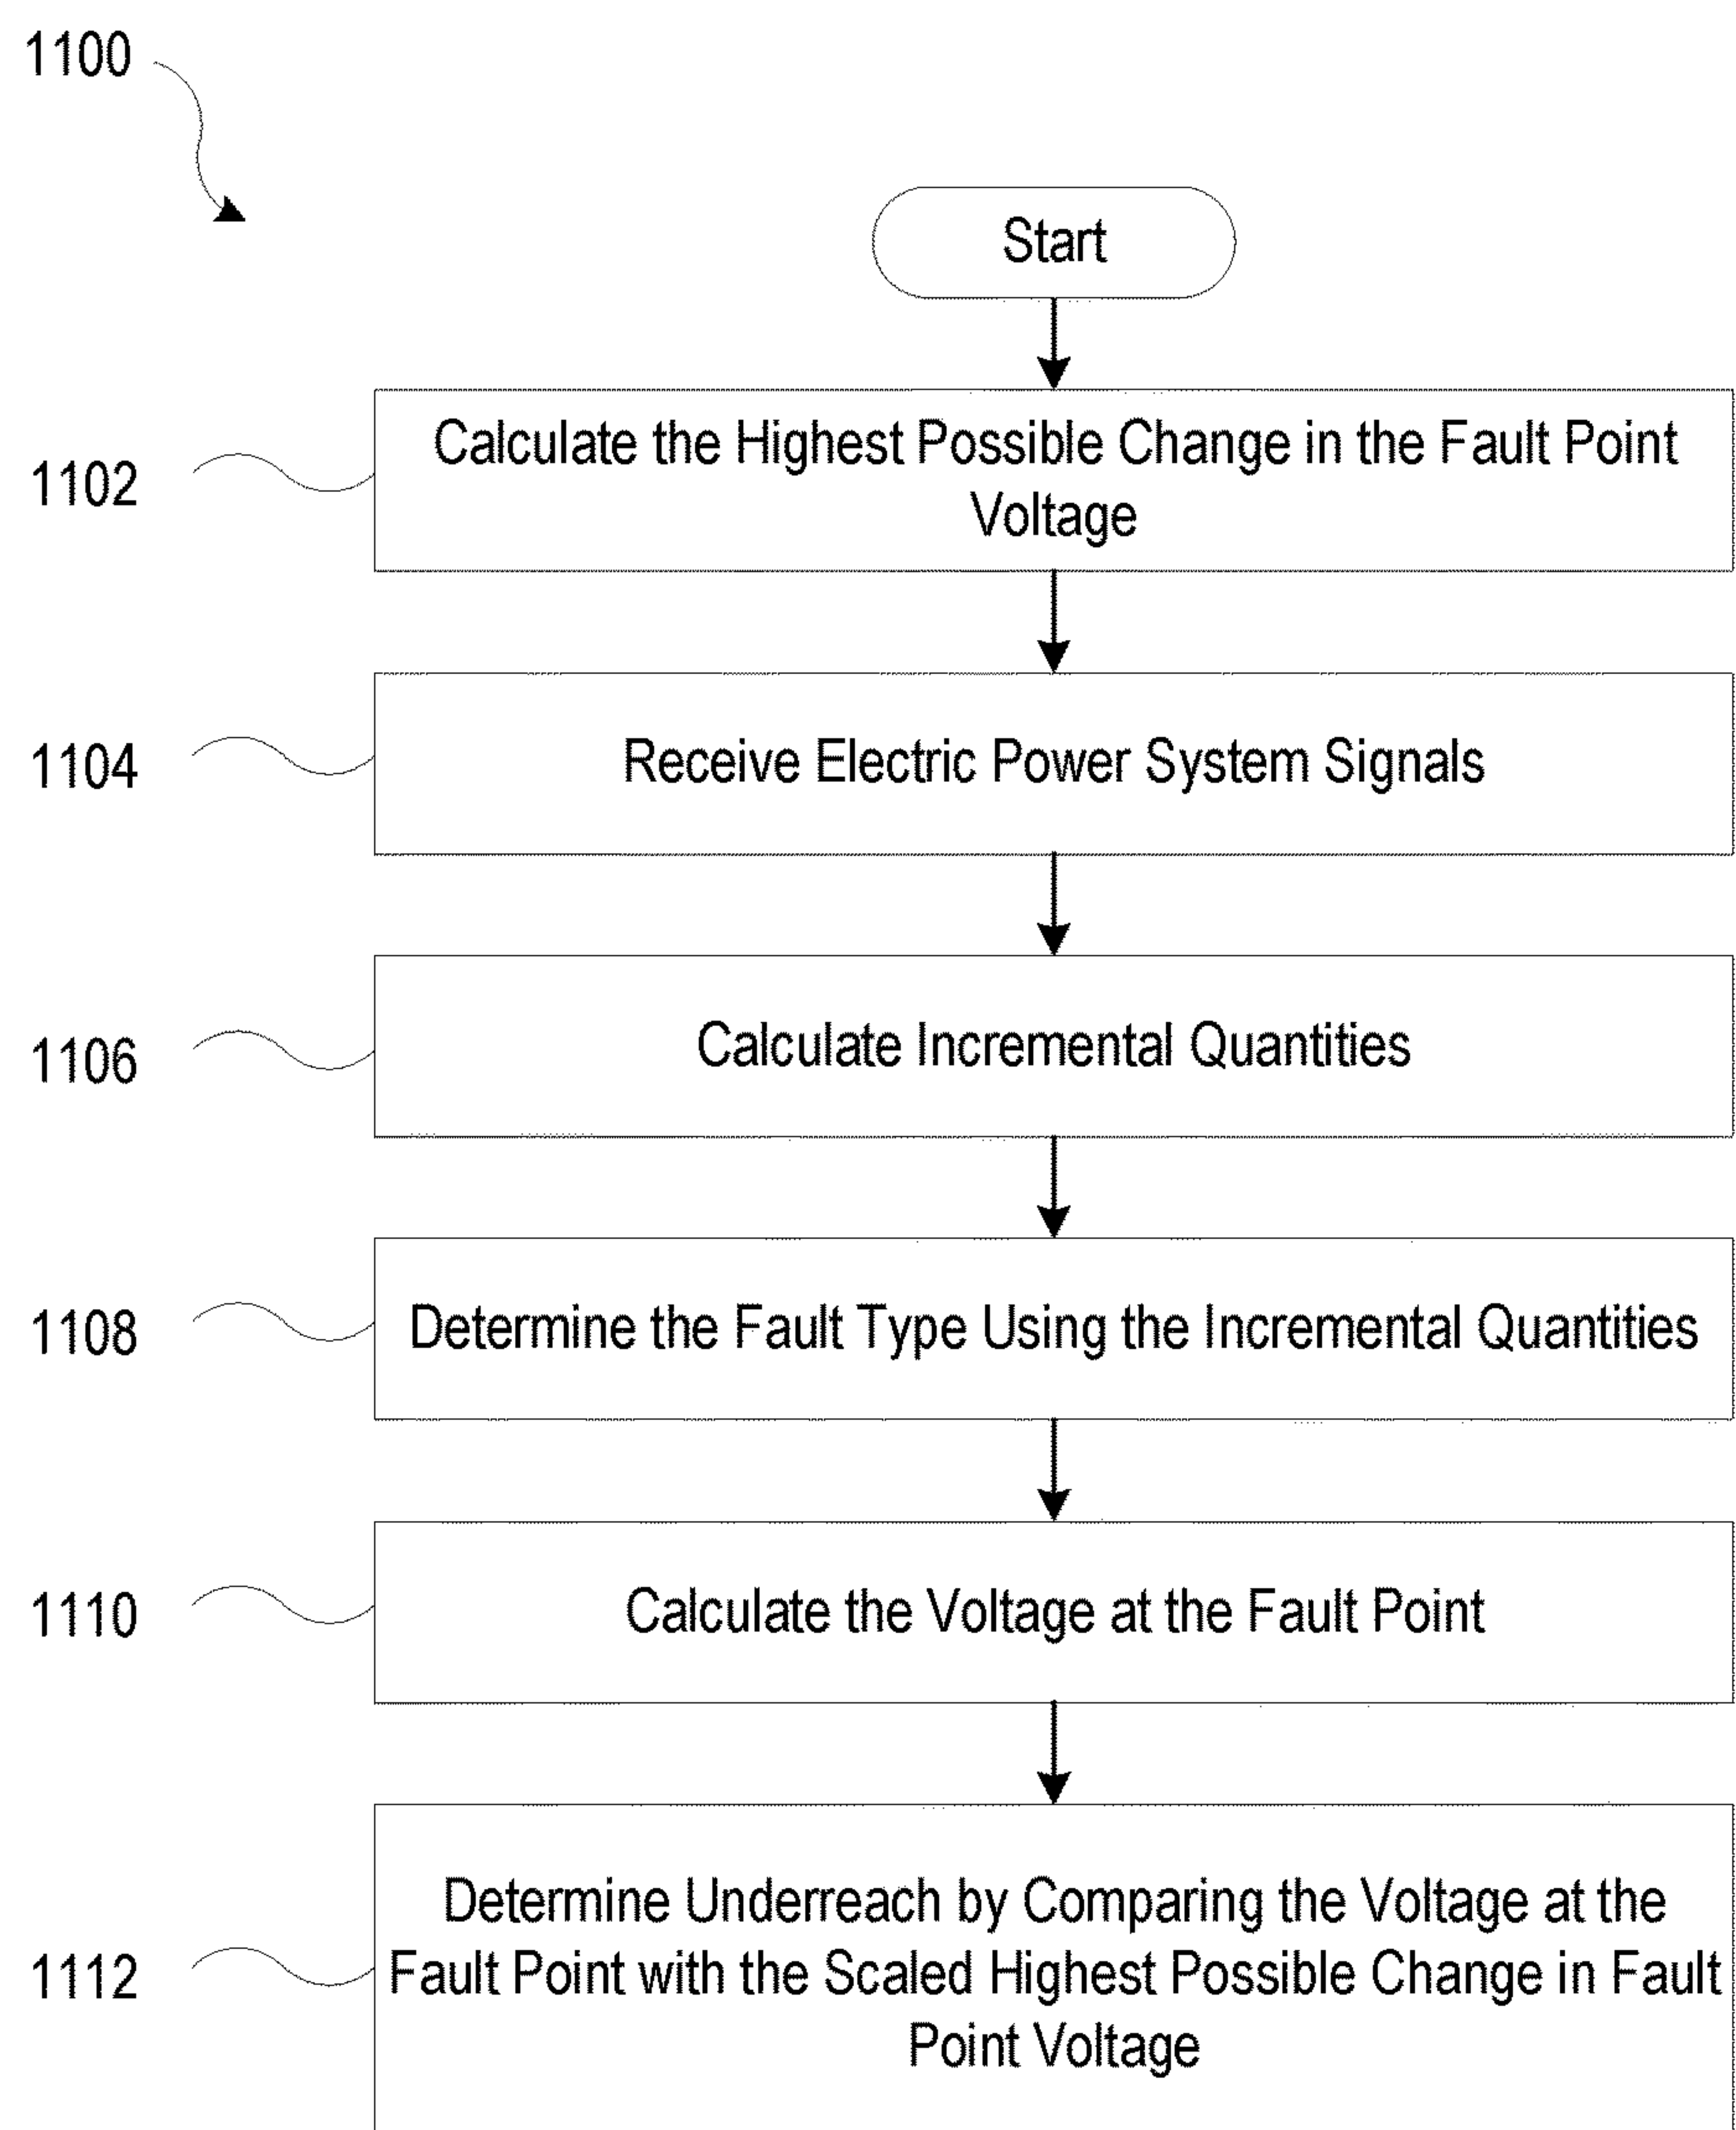 1100
Start
1102
Calculate the Highest Possible Change in the Fault Point
Voltage
1104
Receive Electric Power System Signals
1106
Calculate Incremental Quantities
1108
Determine the Fault Type Using the Incremental Quantities
1110
Calculate the Voltage at the Fault Point
1112
Determine Underreach by Comparing the Voltage at the
Fault Point with the Scaled Highest Possible Change in Fault
Point Voltage